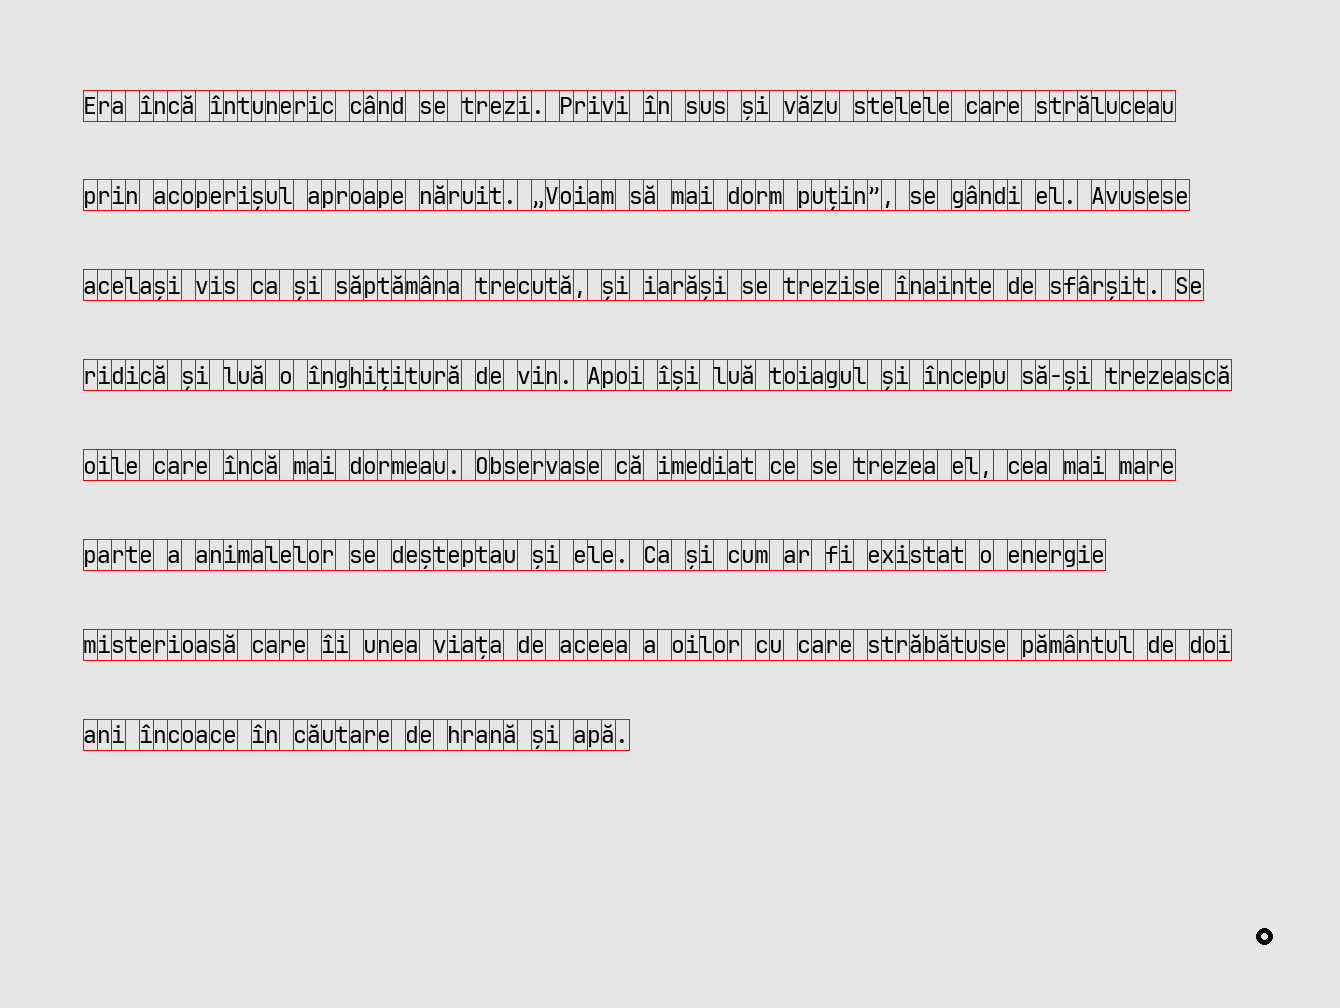 Era încă întuneric când se trezi. Privi în sus și văzu stelele care străluceau
prin acoperișul aproape năruit. „Voiam să mai dorm puțin”, se gândi el. Avusese
același vis ca și săptămâna trecută, și iarăși se trezise înainte de sfârșit. Se
ridică și luă o înghițitură de vin. Apoi își luă toiagul și începu să-și trezească
oile care încă mai dormeau. Observase că imediat ce se trezea el, cea mai mare
parte a animalelor se deșteptau și ele. Ca și cum ar fi existat o energie
misterioasă care îi unea viața de aceea a oilor cu care străbătuse pământul de doi
ani încoace în căutare de hrană și apă.